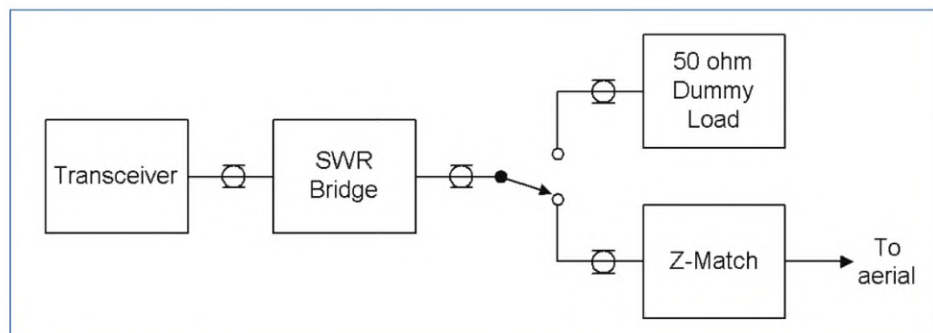 Transceiver
SWR
Bridge
50 ohm
Dummy
Load
Z-Match
To
aerial